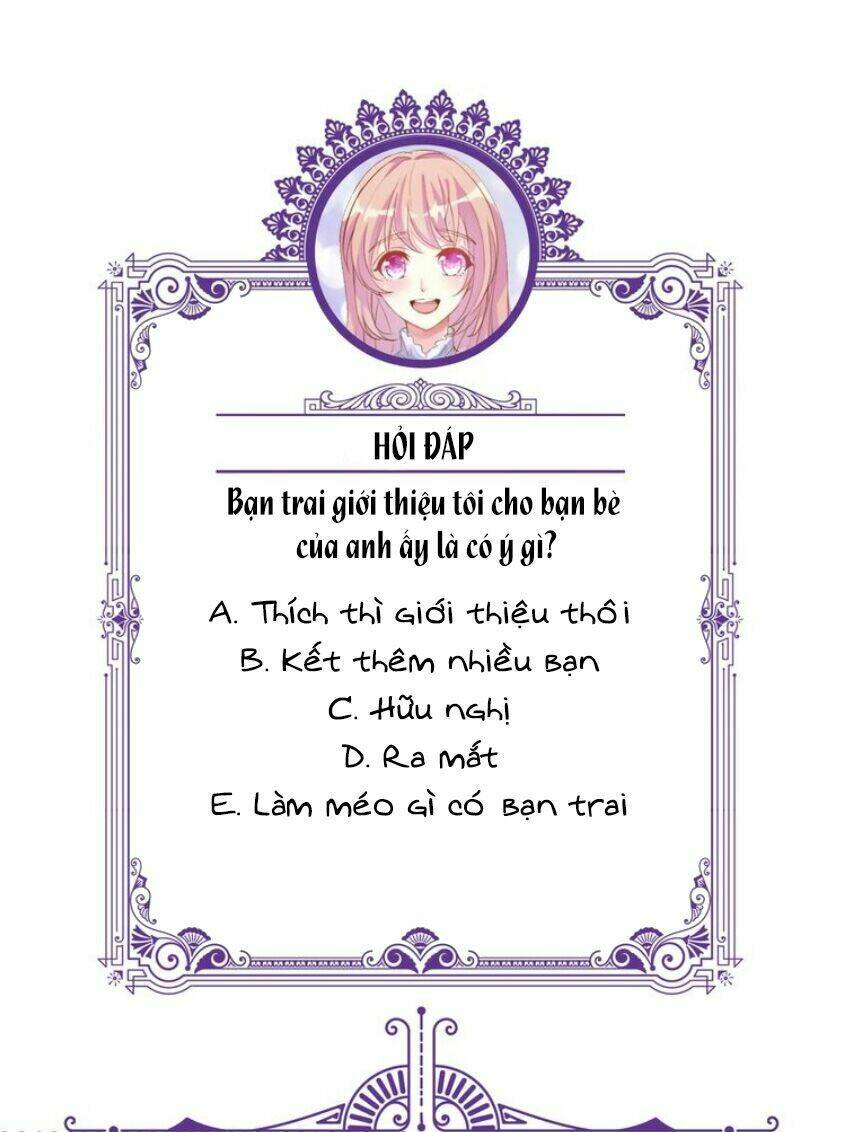 HỎI ĐÁP
Bạn trai giới thiệu tôi cho bạn bè
của anh ấy là có ý gì?
A. Thích thì giới thiệu thôi
B. Kết thêm nhiều bạn
C. Hữu nghị
D. Ra mắt
E. Làm méo gì có bạn trai